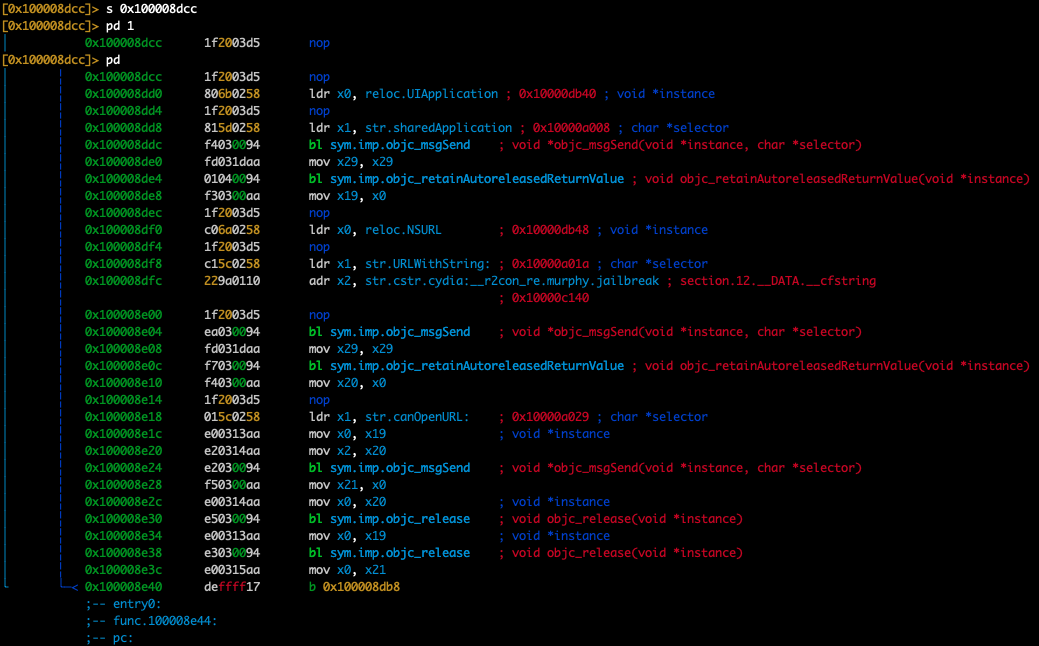 [0x100008dcc]> s 0x100008dcc
[0x100008dcc]> pd 1
0x100008dcc 1f2003d5 nop
[0x100008dcc]> pd
0x100008dcc 1f2003d5 nop
0x100008dd0 806b0258 ldr x0, reloc.UIApplication ; 0x10000db40 ; void *instance
0x100008dd4 1f2003d5 nop
0x100008dd8 815d0258 ldr x1, str.sharedApplication ; 0x10000a008 ; char *selector
0x100008ddc f4030094 bl sym.imp.objc_msgSend ; void *objc_msgSend(void *instance, char *selector)
0x100008de0 fd031daa mov x29, x29
0x100008de4 01040094 bl sym.imp.objc_retainAutoreleasedReturnValue ; void objc_retainAutoreleasedReturnValue(void *instance)
0x100008de8 f30300aa mov x19, x0
0x100008dec 1f2003d5 nop
0x100008df0 c06a0258 ldr x0, reloc.NSURL ; 0x10000db48 ; void *instance
0x100008df4 1f2003d5 nop
0x100008df8 c15c0258 ldr x1, str.URLWithString: ; 0x10000a01a ; char *selector
0x100008dfc 229a0110 adr x2, str.cstr.cydia:__r2con_re.murphy.jailbreak ; section.12.__DATA.__cfstring
; 0x10000c140
0x100008e00 1f2003d5 nop
0x100008e04 ea030094 bl sym.imp.objc_msgSend ; void *objc_msgSend(void *instance, char *selector)
0x100008e08 fd031daa mov x29, x29
0x100008e0c f7030094 bl sym.imp.objc_retainAutoreleasedReturnValue ; void objc_retainAutoreleasedReturnValue(void *instance)
0x100008e10 f40300aa mov x20, x0
0x100008e14 1f2003d5 nop
0x100008e18 015c0258 ldr x1, str.canOpenURL: ; 0x10000a029 ; char *selector
0x100008e1c e00313aa mov x0, x19 ; void *instance
0x100008e20 e20314aa mov x2, x20
0x100008e24 e2030094 bl sym.imp.objc_msgSend ; void *objc_msgSend(void *instance, char *selector)
0x100008e28 f50300aa mov x21, x0
0x100008e2c e00314aa mov x0, x20 ; void *instance
0x100008e30 e5030094 bl sym.imp.objc_release ; void objc_release(void *instance)
0x100008e34 e00313aa mov x0, x19 ; void *instance
0x100008e38 e3030094 bl sym.imp.objc_release ; void objc_release(void *instance)
0x100008e3c e00315aa mov x0, x21
0x100008e40 deffff17 b 0x100008db8
;-- entry0:
;-- func.100008e44:
;-- pc: